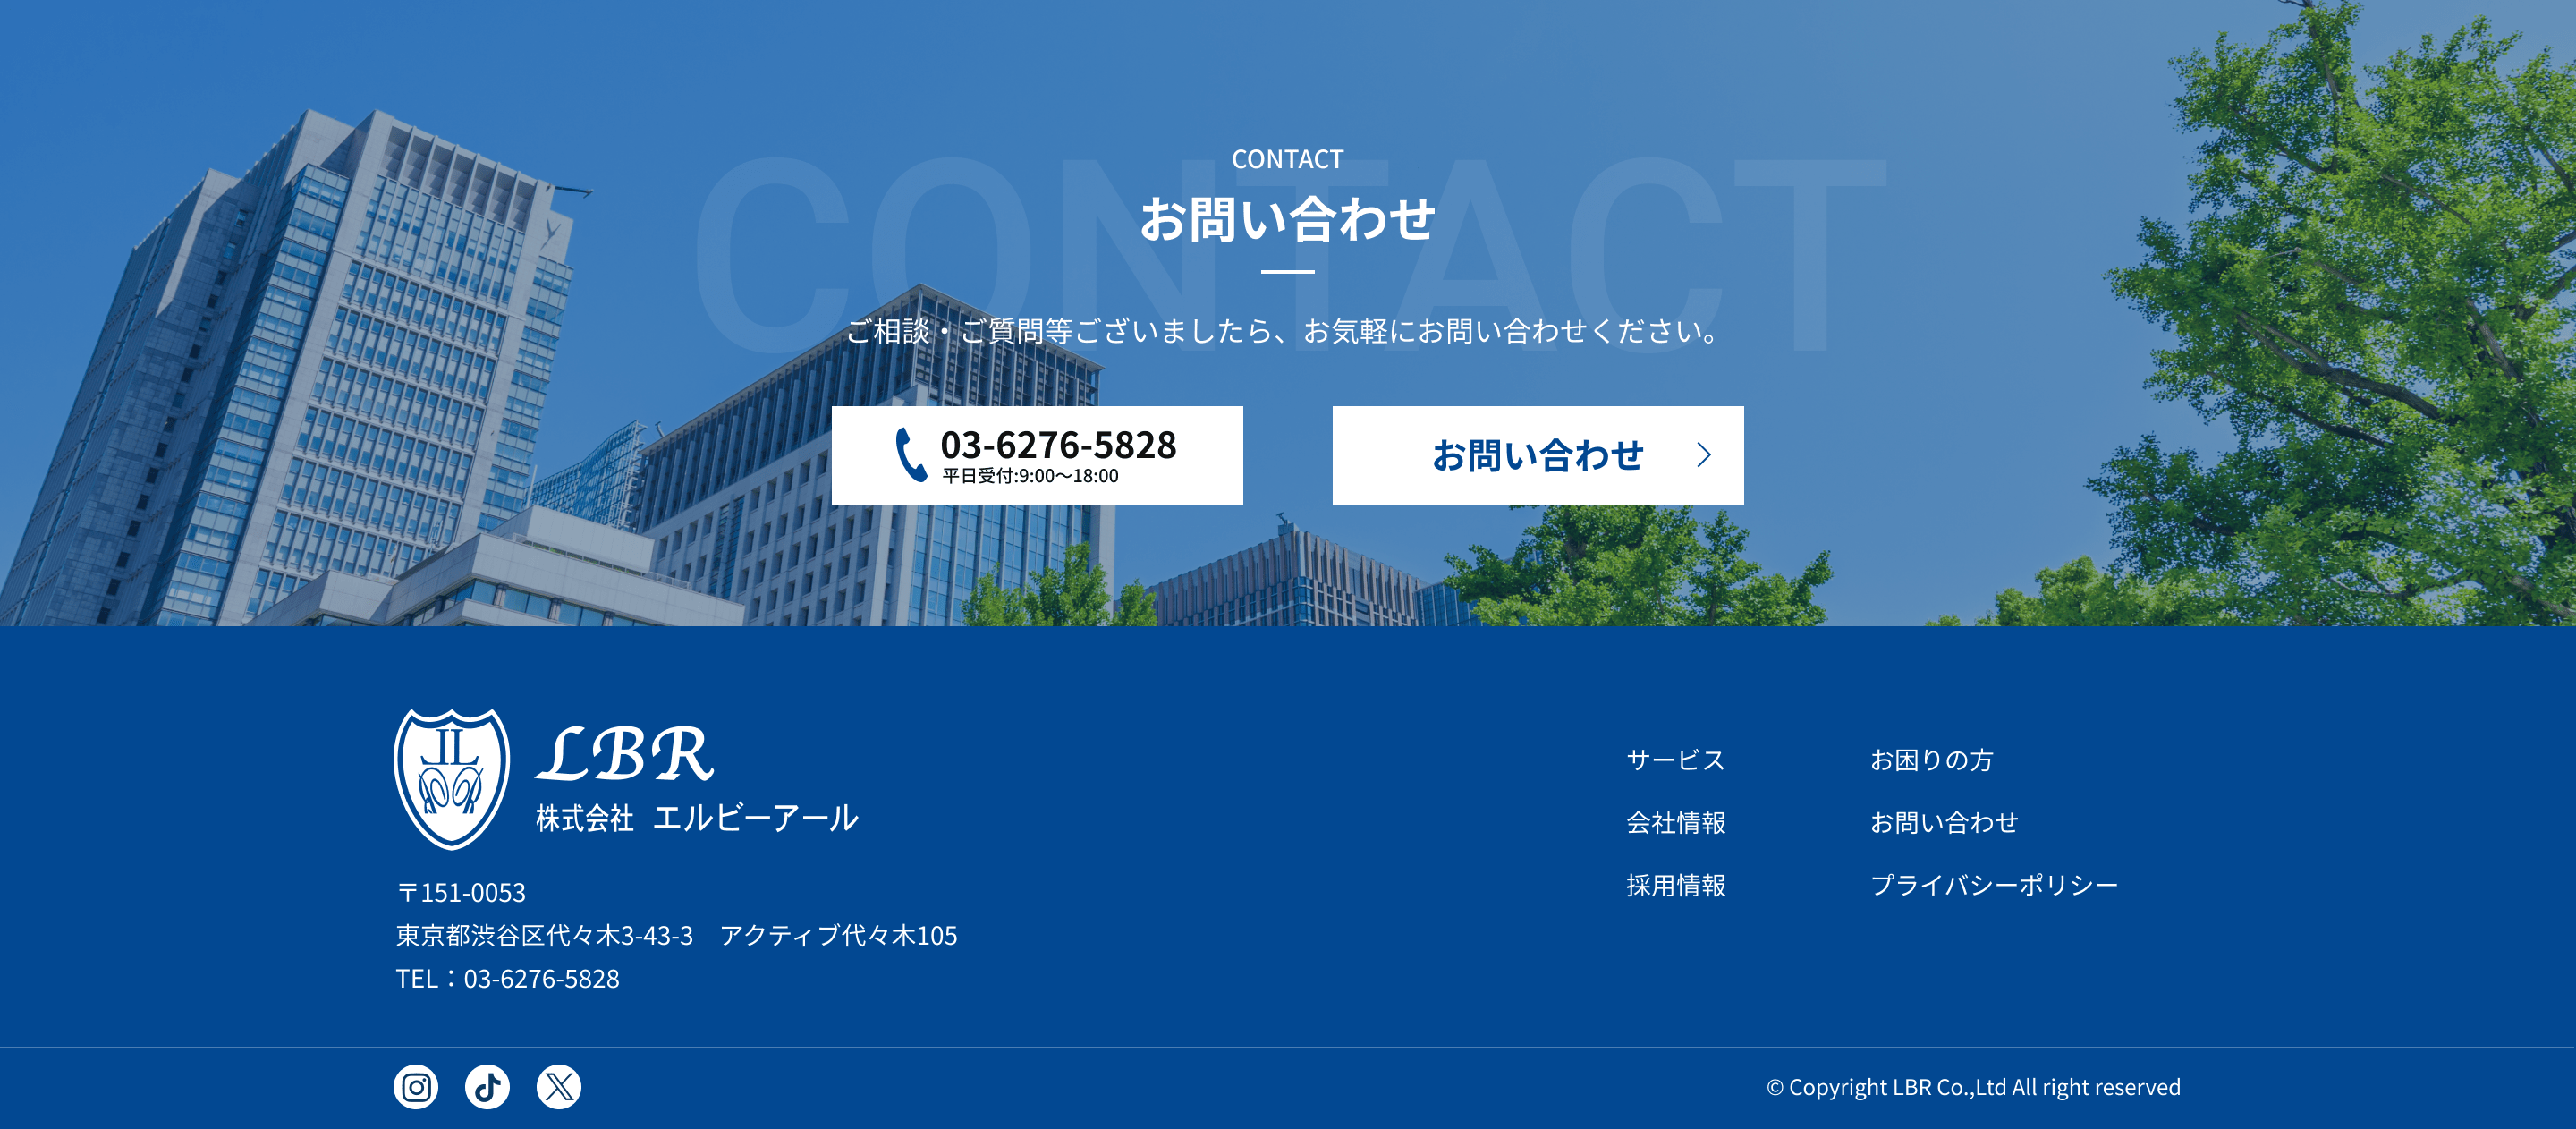 CONTACT
CONTACT
お問い合わせ
ご相談・ご質問等ございましたら、お気軽にお問い合わせください。
03-6276-5828
平日受付:9:00〜18:00
お問い合わせ
LBR
株式会社 エルビーアール
〒151-0053
東京都渋谷区代々木3-43-3　アクティブ代々木105
TEL：03-6276-5828
サービス
会社情報
採用情報
お困りの方
お問い合わせ
プライバシーポリシー
© Copyright LBR Co.,Ltd All right reserved